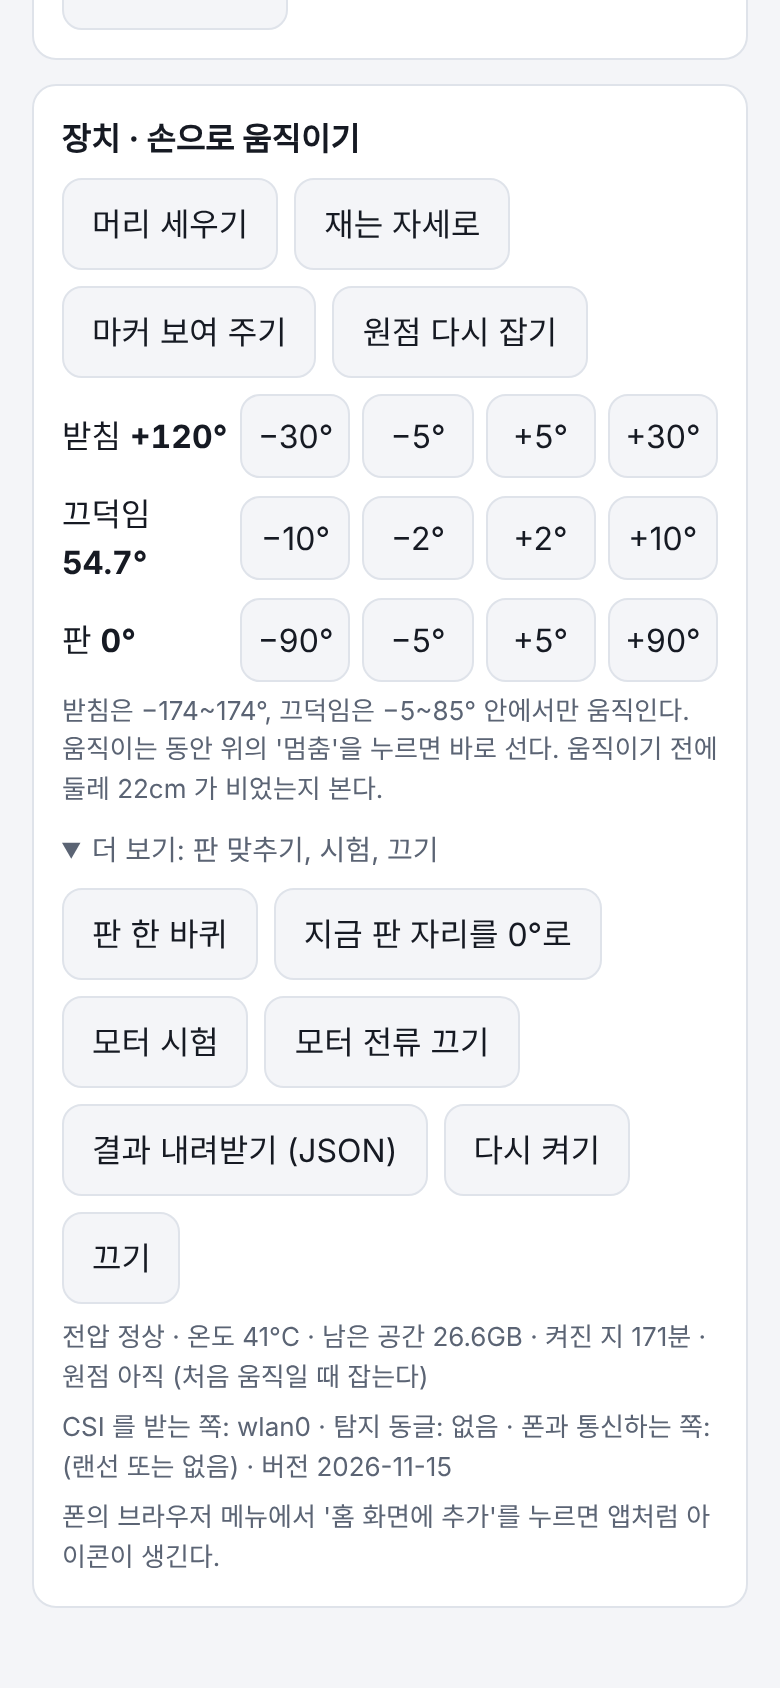 장치 · 손으로 움직이기
머리 세우기 재는 자세로
마커 보여 주기 원점 다시 잡기
받침 +120° −30° −5° +5° +30°
끄덕임
54.7° −10° −2° +2° +10°
판 0° −90° −5° +5° +90°
받침은 −174~174°, 끄덕임은 −5~85° 안에서만 움직인다.
움직이는 동안 위의 '멈춤'을 누르면 바로 선다. 움직이기 전에
둘레 22cm 가 비었는지 본다.
▼ 더 보기: 판 맞추기, 시험, 끄기
판 한 바퀴 지금 판 자리를 0°로
모터 시험 모터 전류 끄기
결과 내려받기 (JSON) 다시 켜기
끄기
전압 정상 · 온도 41°C · 남은 공간 26.6GB · 켜진 지 171분 ·
원점 아직 (처음 움직일 때 잡는다)
CSI 를 받는 쪽: wlan0 · 탐지 동글: 없음 · 폰과 통신하는 쪽:
(랜선 또는 없음) · 버전 2026-11-15
폰의 브라우저 메뉴에서 '홈 화면에 추가'를 누르면 앱처럼 아
이콘이 생긴다.